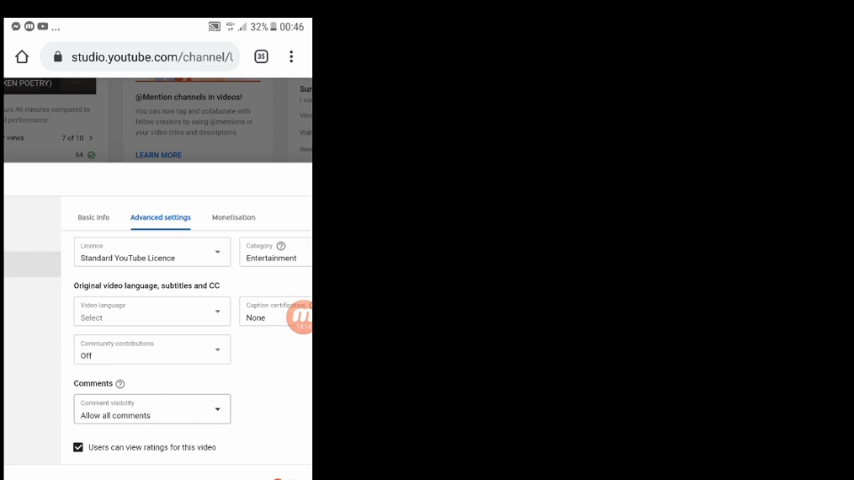 ... 4G+ 32% 00:46
studio.youtube.com/channel/U 35
KEN POETRY)
@Mention channels in videos!
ure 46 minute compared to
You can now tag and collaborate with
performance:
fellow creators by using @mentions in
your video titles and descriptions
views 7 of 10 >
64
LEARN MORE
Basic info Advanced settings Monetisation
Licence
Standard YouTube Licence
Category
Entertainment
Original video language, subtitles and CC
Video language
Select
Caption certification
None
Community contributions
Off
Comments
Comment visibility
Allow all comments
Users can view ratings for this video